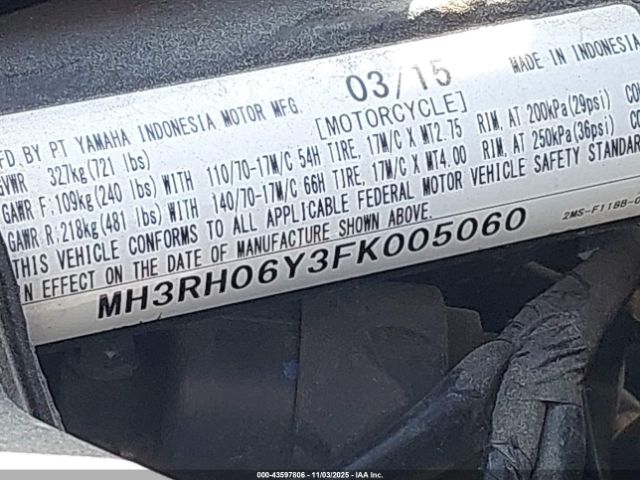 FD. BY PT YAMAHA INDONESIA MOTOR MFG. 03/15 MADE IN INDONESIA
GVWR 327kg(721 lbs) [MOTORCYCLE]
GAWR F:109kg(240 lbs) WITH 110/70-17M/C 54H TIRE, 17M/C X MT2.75 RIM, AT 200kPa(29psi) CO
GAWR R:218kg(481 lbs) WITH 140/70-17M/C 66H TIRE, 17M/C X MT4.00 RIM, AT 250kPa(36psi) CO
THIS VEHICLE CONFORMS TO ALL APPLICABLE FEDERAL MOTOR VEHICLE SAFETY STANDAR
IN EFFECT ON THE DATE OF MANUFACTURE SHOWN ABOVE.
MH3RH06Y3FK005060 2MS-F118B-0
000-43597806 - 11/03/2025 - IAA Inc.